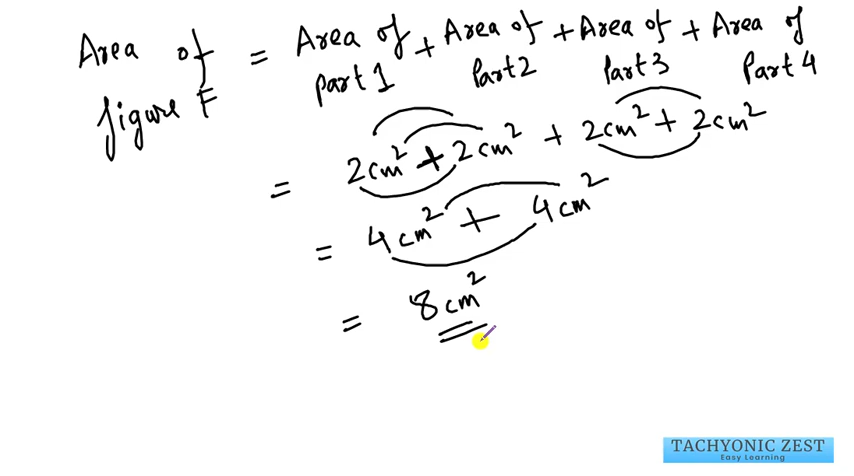 Area of figure F = Area of Part 1 + Area of Part 2 + Area of Part 3 + Area of Part 4
= 2cm² + 2cm² + 2cm² + 2cm²
= 4cm² + 4cm²
= 8cm²
TACHYONIC ZEST
Easy Learning